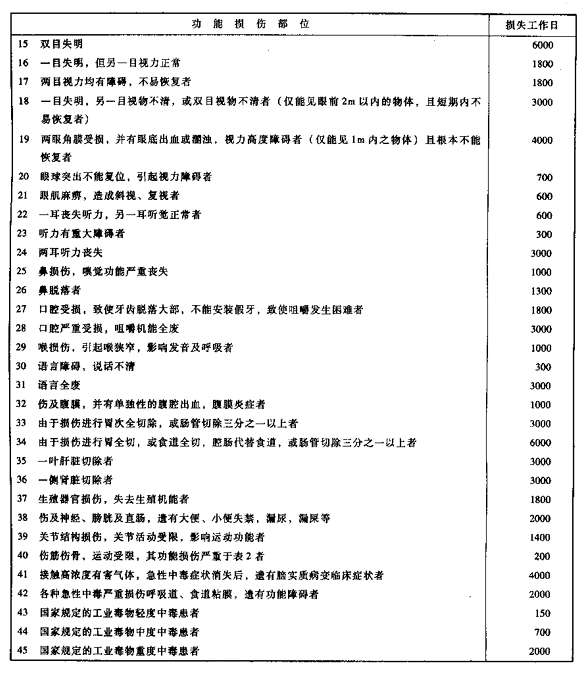 功能损伤部位 损失工作日
15 双目失明 6000
16 一目失明，但另一目视力正常 1800
17 两目视力均有障碍，不易恢复者 1800
18 一目失明，另一目视物不清，或双目视物不清者（仅能见眼前2m以内的物体，且短期内不 3000
易恢复者）
19 两眼角膜受损，并有眼底出血或溷浊，视力高度障碍者（仅能见1m内之物体）且根本不能 4000
恢复者
20 眼球突出不能复位，引起视力障碍者 700
21 眼肌麻痹，造成斜视、复视者 600
22 一耳丧失听力，另一耳听觉正常者 600
23 听力有重大障碍者 300
24 两耳听力丧失 3000
25 鼻损伤，嗅觉功能严重丧失 1000
26 鼻脱落者 1300
27 口腔受损，致使牙齿脱落大部，不能安装假牙，致使咀嚼发生困难者 1800
28 口腔严重受损，咀嚼机能全废 3000
29 喉损伤，引起喉狭窄，影响发音及呼吸者 1000
30 语言障碍，说话不清 300
31 语言全废 3000
32 伤及腹膜，并有单独性的腹腔出血，腹膜炎症者 1000
33 由于损伤进行胃次全切除，或肠管切除三分之一以上者 3000
34 由于损伤进行胃全切，或食道全切，腔肠代替食道，或肠管切除三分之一以上者 6000
35 一叶肝脏切除者 3000
36 一侧肾脏切除者 3000
37 生殖器官损伤，失去生殖机能者 1800
38 伤及神经、膀胱及直肠，遗有大便、小便失禁，漏尿，漏屎等 2000
39 关节结构损伤，关节活动受限，影响运动功能者 1400
40 伤筋伤骨，运动受限，其功能损伤严重于表2者 200
41 接触高浓度有害气体，急性中毒症状消失后，遗有脑实质病变临床症状者 4000
42 各种急性中毒严重损伤呼吸道、食道粘膜，遗有功能障碍者 2000
43 国家规定的工业毒物轻度中毒患者 150
44 国家规定的工业毒物中度中毒患者 700
45 国家规定的工业毒物重度中毒患者 2000